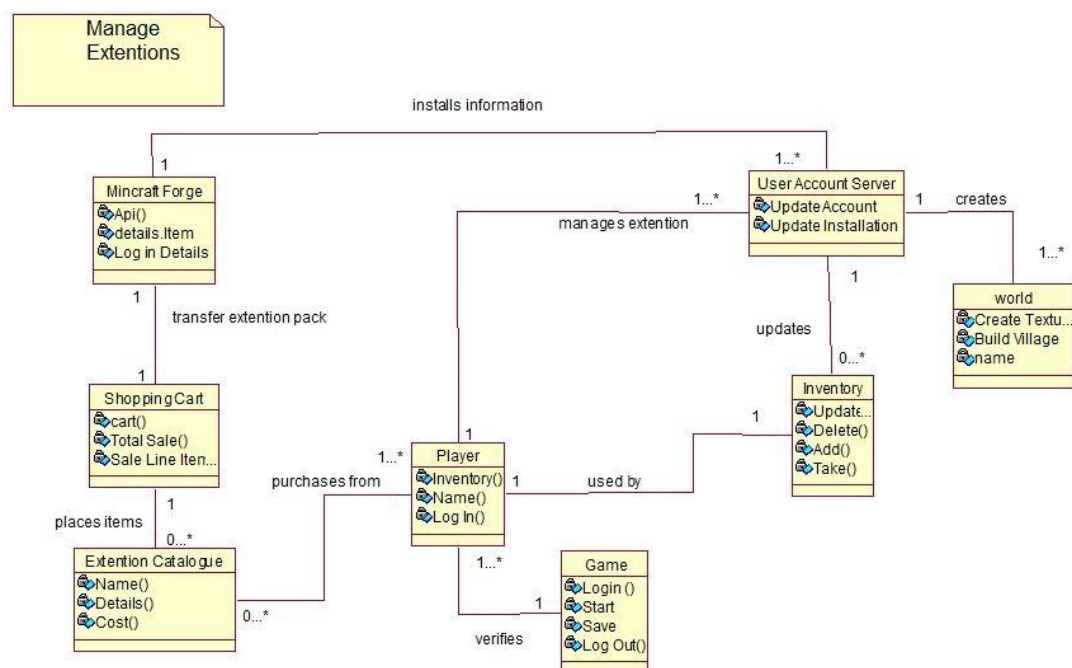 Manage
Extentions
installs information
1
1...*
Mincraft Forge
Api()
details.Item
Log in Details
1
User Account Server
Update Account
Update Installation
1...*
manages extention
1
creates
1
1...*
world
Create Textu...
Build Village
name
transfer extention pack
updates
0...*
1
Shopping Cart
cart()
Total Sale()
Sale Line Iten...
1
Inventory
Update...
Delete()
Add()
Take()
1
1
1...*
Player
Inventory()
Name()
Log In()
purchases from
1
used by
places items
0...*
Extention Catalogue
Name()
Details()
Cost()
0...*
1...*
Game
Login ()
Start
Save
Log Out()
1
verifies